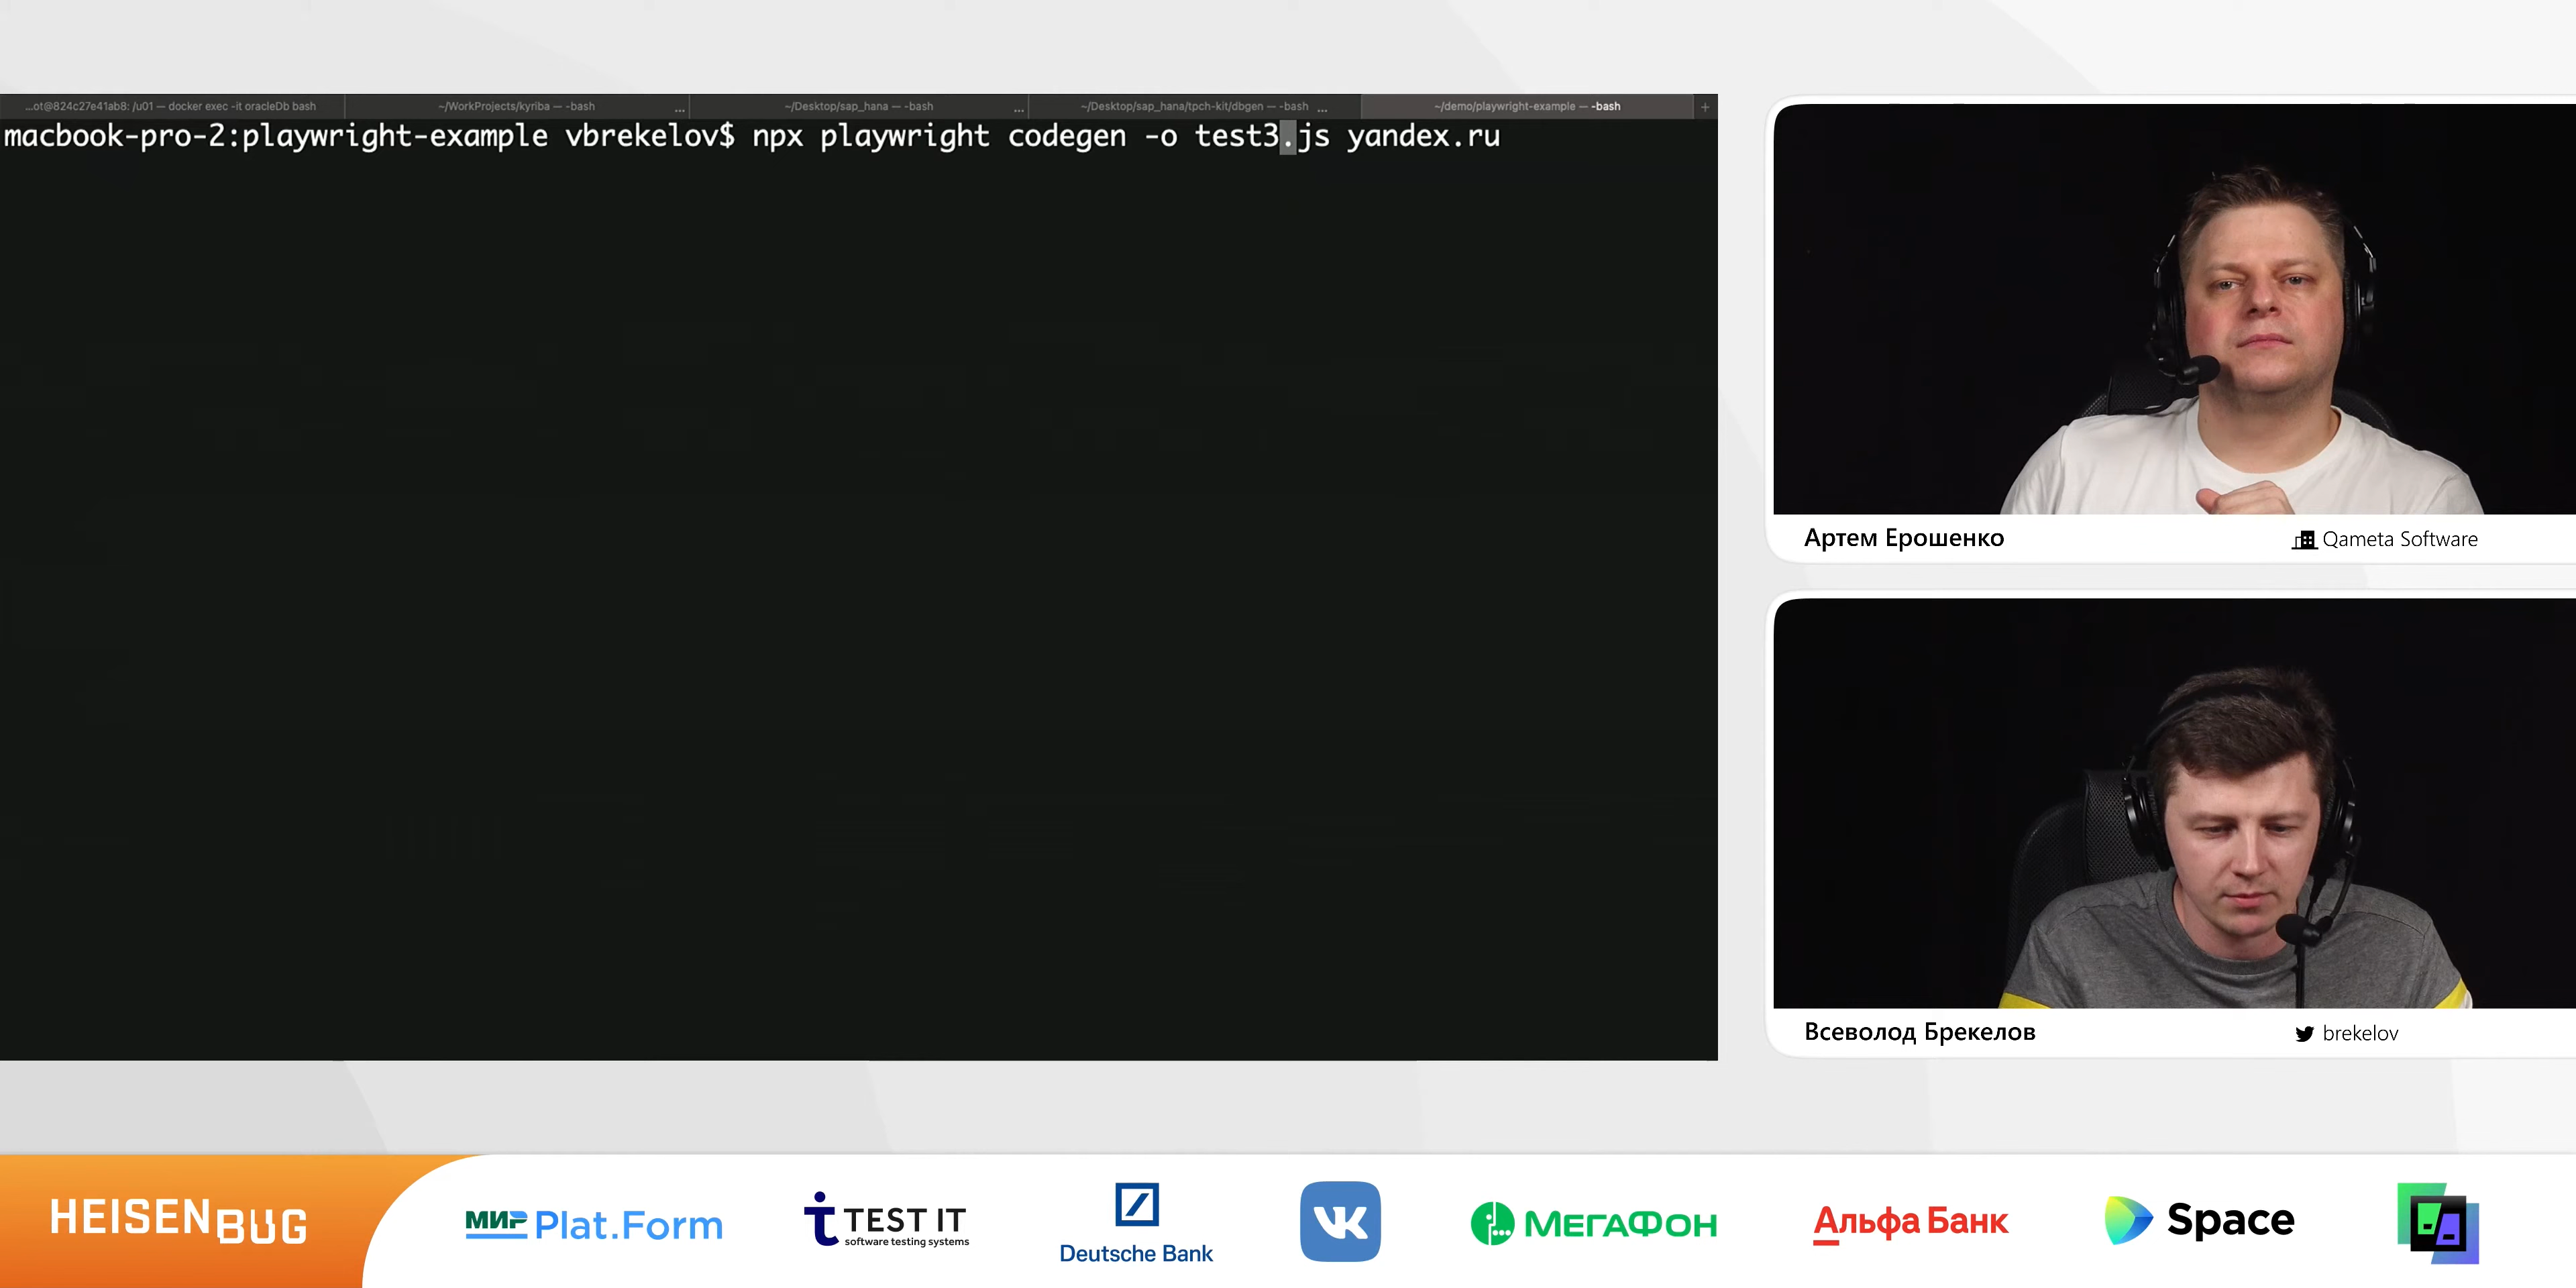 ...ot@824c27e41ab8: /u01 — docker exec -it oracleDb bash
~/WorkProjects/kyriba — -bash ...
~/Desktop/sap_hana — -bash ...
~/Desktop/sap_hana/tpch-kit/dbgen — -bash ...
~/demo/playwright-example — -bash +
macbook-pro-2:playwright-example vbrekelov$ npx playwright codegen -o test3.js yandex.ru
Артем Ерошенко
Qameta Software
Всеволод Брекелов
brekelov
HEISENBUG
МИР Plat.Form
TEST IT
software testing systems
Deutsche Bank
VK
МЕГАФОН
Альфа Банк
Space